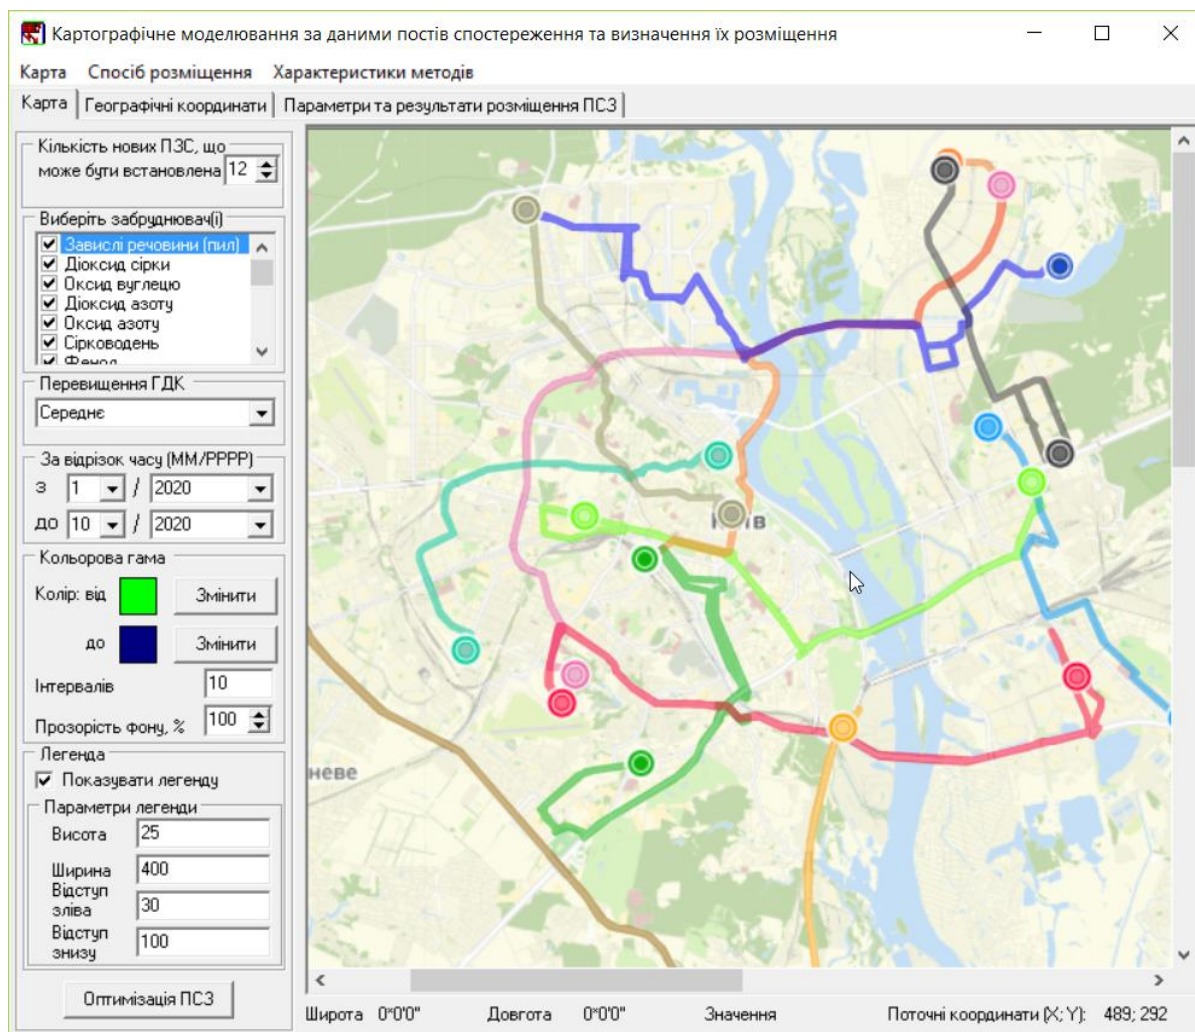 Картографічне моделювання за даними постів спостереження та визначення їх розміщення
Карта Спосіб розміщення Характеристики методів
Карта Географічні координати Параметри та результати розміщення ПСЗ
Кількість нових ПЗС, що
може бути встановлена 12
Виберіть забруднювач(і)
Завислі речовини (пил)
Діоксид сірки
Оксид вуглецю
Діоксид азоту
Оксид азоту
Сірководень
Фенол
Перевищення ГДК
Середнє
За відрізок часу (ММ/РРРР)
з 1 / 2020
до 10 / 2020
Кольорова гама
Колір: від Змінити
до Змінити
Інтервалів 10
Прозорість фону, % 100
Легенда
Показувати легенду
Параметри легенди
Висота 25
Ширина 400
Відступ
зліва 30
Відступ
знизу 100
Оптимізація ПСЗ
неве
Широта 0°0'0" Довгота 0°0'0" Значення Поточні координати (X; Y): 489; 292